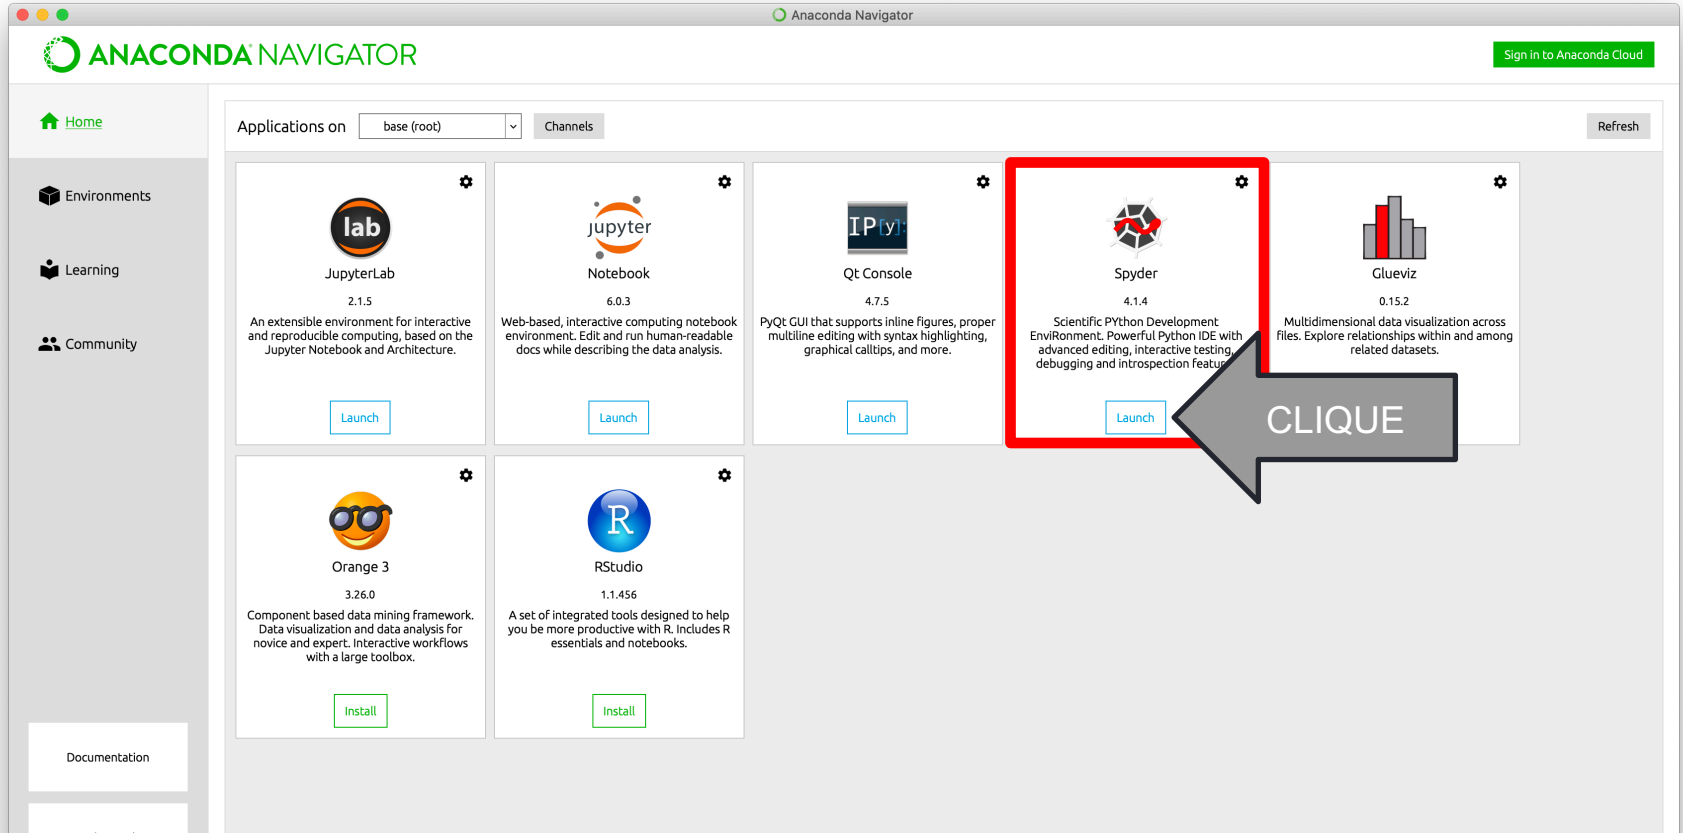 Anaconda Navigator
ANACONDA NAVIGATOR
Sign in to Anaconda Cloud
Home
Environments
Learning
Community
Documentation
Applications on
base (root)
Channels
Refresh
lab
JupyterLab
2.1.5
An extensible environment for interactive
and reproducible computing, based on the
Jupyter Notebook and Architecture.
Launch
jupyter
Notebook
6.0.3
Web-based, interactive computing notebook
environment. Edit and run human-readable
docs while describing the data analysis.
Launch
IP[y]:
Qt Console
4.7.5
PyQt GUI that supports inline figures, proper
multiline editing with syntax highlighting,
graphical calltips, and more.
Launch
Spyder
4.1.4
Scientific PYthon Development
EnviRonment. Powerful Python IDE with
advanced editing, interactive testing,
debugging and introspection featur
Launch
CLIQUE
Glueviz
0.15.2
Multidimensional data visualization across
files. Explore relationships within and among
related datasets.
Orange 3
3.26.0
Component based data mining framework.
Data visualization and data analysis for
novice and expert. Interactive workflows
with a large toolbox.
Install
R
RStudio
1.1.456
A set of integrated tools designed to help
you be more productive with R. Includes R
essentials and notebooks.
Install